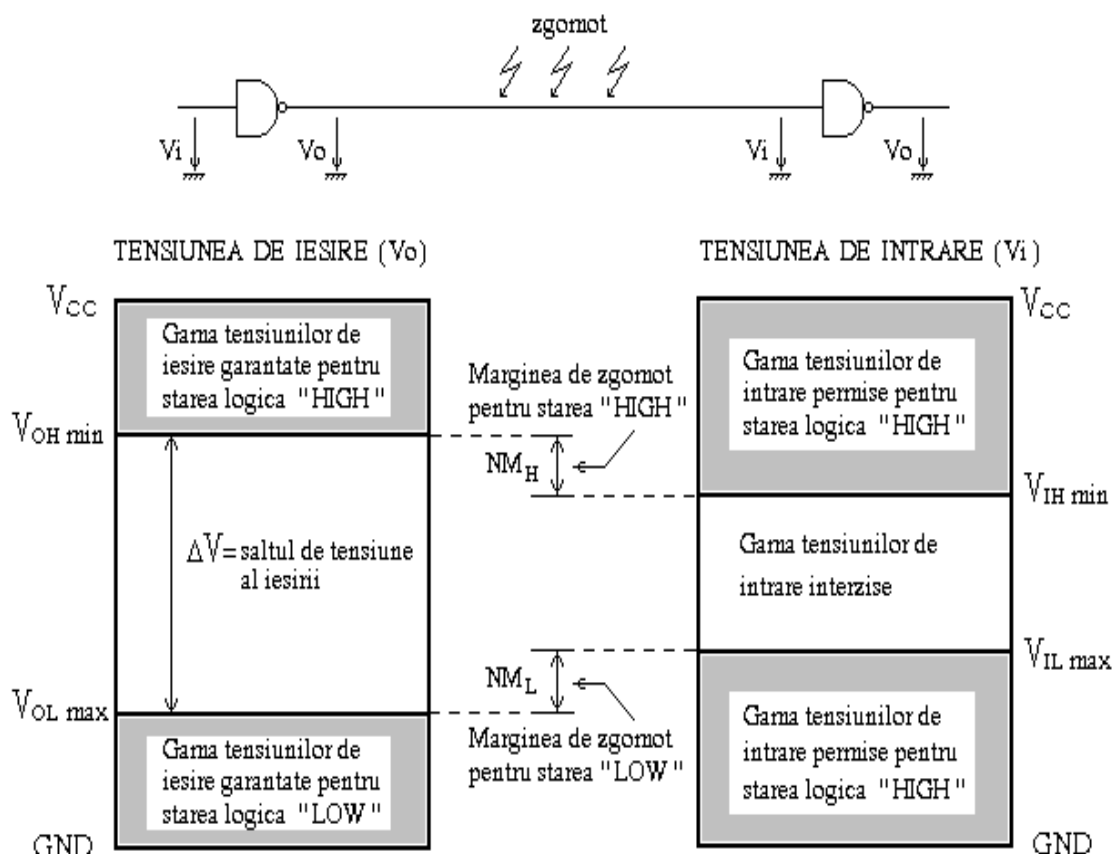 zgomot
Vi
Vo
Vi
Vo
TENSIUNEA DE IESIRE (Vo)
TENSIUNEA DE INTRARE (Vi)
VCC
Gama tensiunilor de
iesire garantate pentru
starea logica "HIGH"
VOH min
ΔV=saltul de tensiune
al iesirii
VOL max
Gama tensiunilor de
iesire garantate pentru
starea logica "LOW"
GND
Marginea de zgomot
pentru starea "HIGH"
NMH
NML
Marginea de zgomot
pentru starea "LOW"
VCC
Gama tensiunilor de
intrare permise pentru
starea logica "HIGH"
VIH min
Gama tensiunilor de
intrare interzise
VIL max
Gama tensiunilor de
intrare permise pentru
starea logica "HIGH"
GND